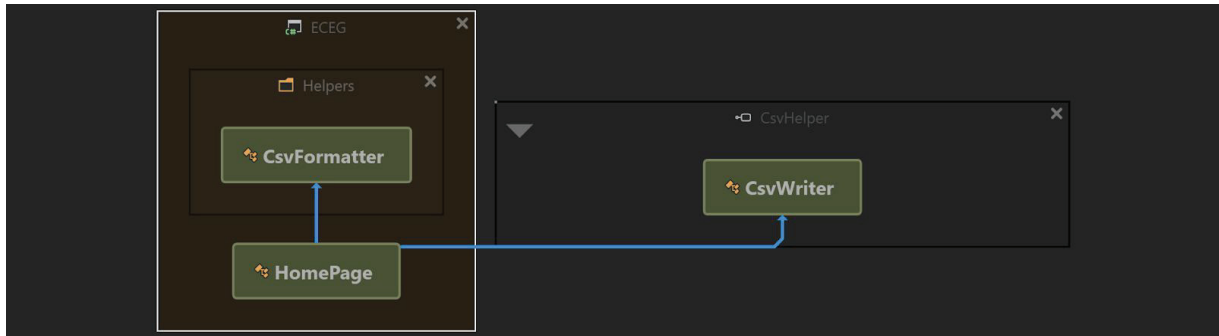 ECEG
Helpers
CsvHelper
CsvFormatter
CsvWriter
HomePage